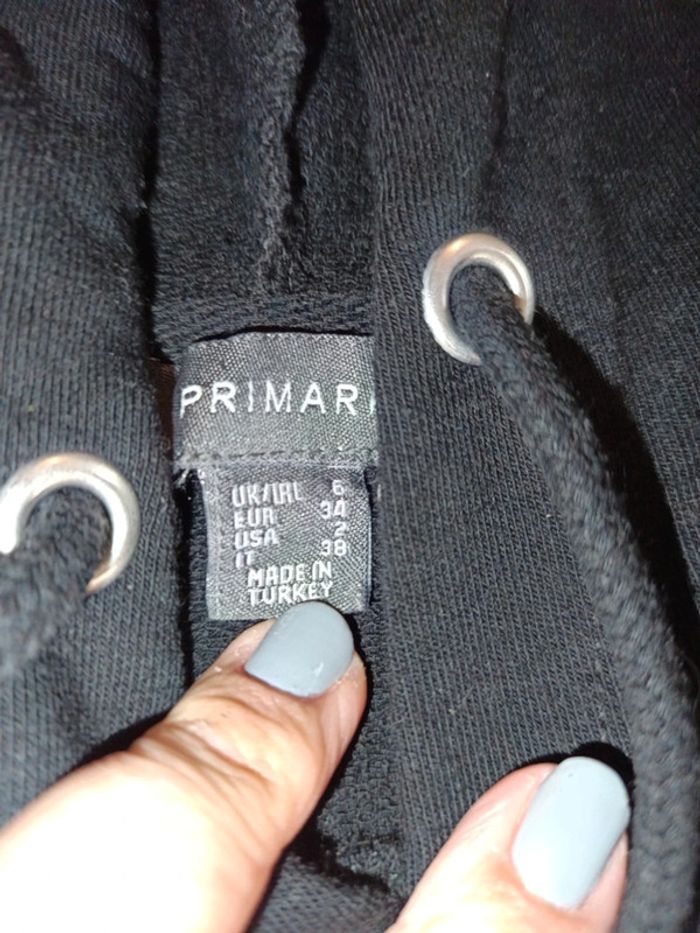 PRIMAR
UK/IRL 6
EUR 34
USA 2
IT 38
MADE IN
TURKEY